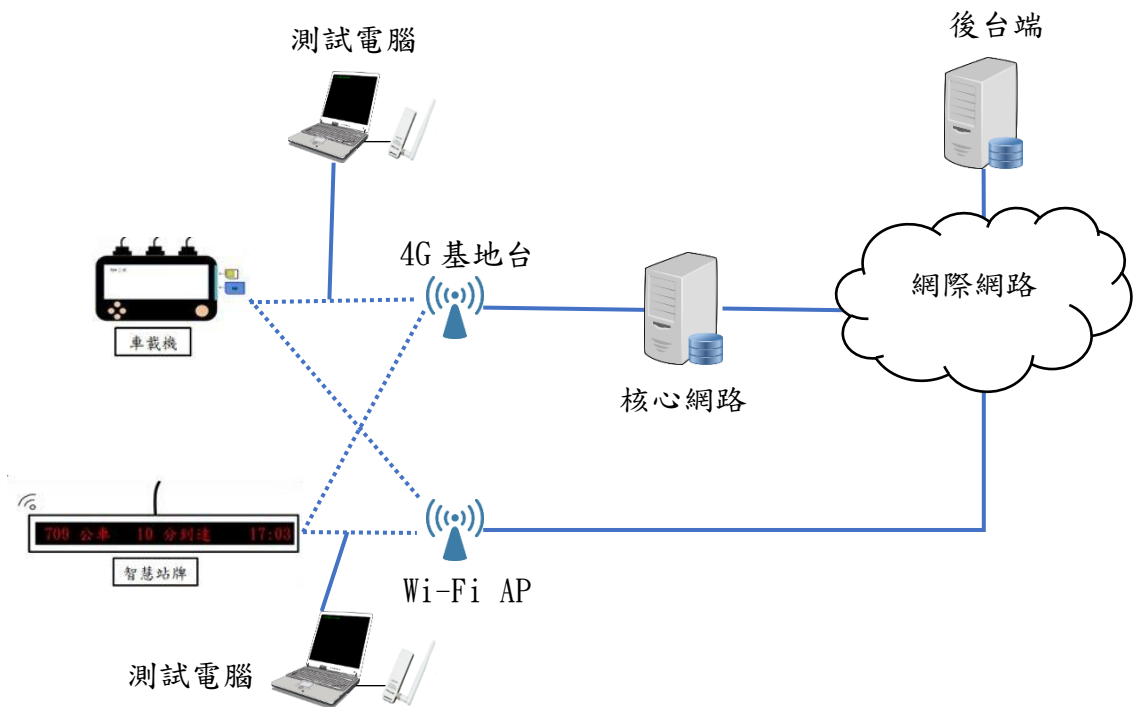 測試電腦
後台端
4G 基地台
網際網路
車載機
核心網路
709 公車 10 分到達 17:03
智慧站牌
Wi-Fi AP
測試電腦